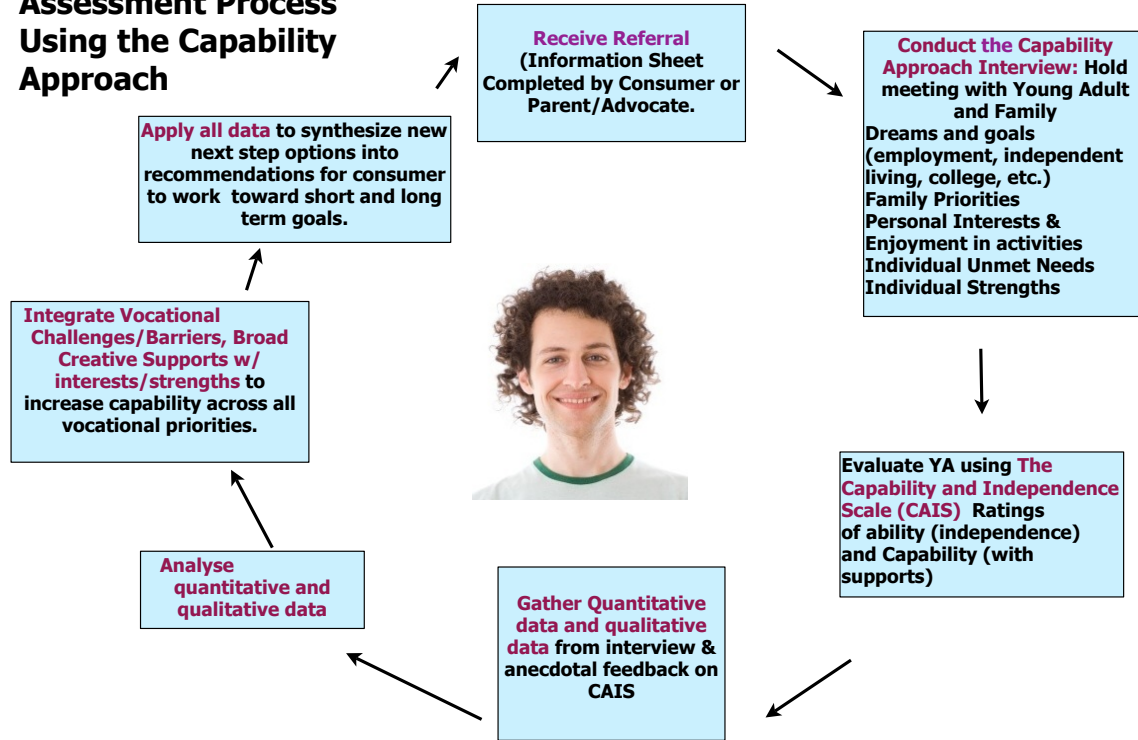 Assessment Process
Using the Capability
Approach
Receive Referral
(Information Sheet
Completed by Consumer or
Parent/Advocate.
Conduct the Capability
Approach Interview: Hold
meeting with Young Adult
and Family
Dreams and goals
(employment, independent
living, college, etc.)
Family Priorities
Personal Interests &
Enjoyment in activities
Individual Unmet Needs
Individual Strengths
Evaluate YA using The
Capability and Independence
Scale (CAIS) Ratings
of ability (independence)
and Capability (with
supports)
Gather Quantitative
data and qualitative
data from interview &
anecdotal feedback on
CAIS
Analyse
quantitative and
qualitative data
Integrate Vocational
Challenges/Barriers, Broad
Creative Supports w/
interests/strengths to
increase capability across all
vocational priorities.
Apply all data to synthesize new
next step options into
recommendations for consumer
to work toward short and long
term goals.